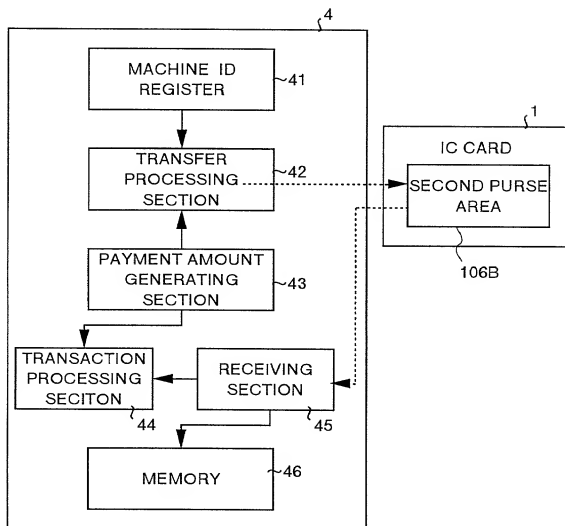 4
MACHINE ID
REGISTER
41
1
IC CARD
TRANSFER
PROCESSING
SECTION
42
SECOND PURSE
AREA
106B
PAYMENT AMOUNT
GENERATING
SECTION
43
TRANSACTION
PROCESSING
SECITON
44
RECEIVING
SECTION
45
MEMORY
46